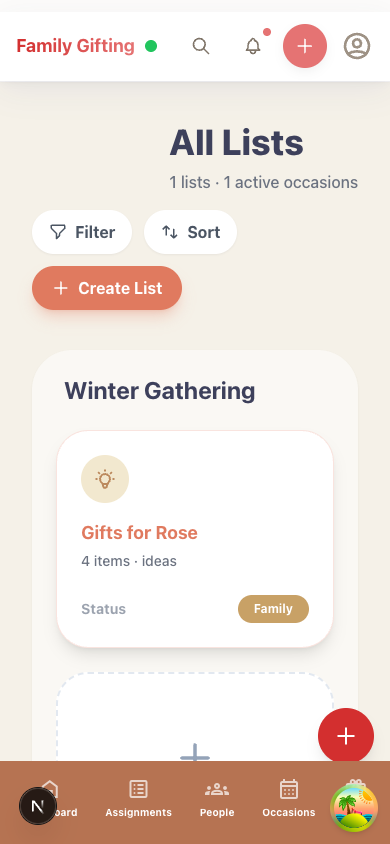 Family Gifting
All Lists
1 lists · 1 active occasions
Filter
Sort
Create List
Winter Gathering
Gifts for Rose
4 items · ideas
Status
Family
N
Assignments
People
Occasions